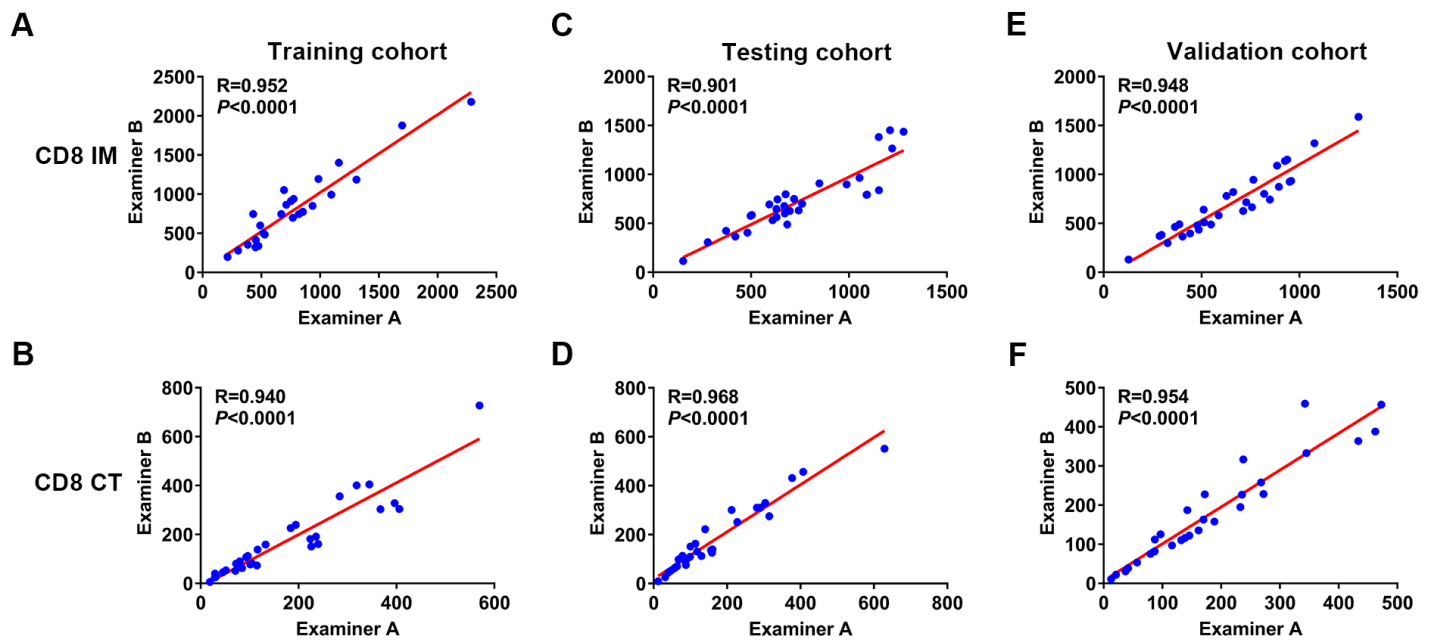 A
C
E
Training cohort
Testing cohort
Validation cohort
CD8 IM
R=0.952
P<0.0001
Examiner B
2500
2000
1500
1000
500
0
0 500 1000 1500 2000 2500
Examiner A
R=0.901
P<0.0001
Examiner B
2000
1500
1000
500
0
0 500 1000 1500
Examiner A
R=0.948
P<0.0001
Examiner B
2000
1500
1000
500
0
0 500 1000 1500
Examiner A
B
D
F
CD8 CT
R=0.940
P<0.0001
Examiner B
800
600
400
200
0
0 200 400 600
Examiner A
R=0.968
P<0.0001
Examiner B
800
600
400
200
0
0 200 400 600 800
Examiner A
R=0.954
P<0.0001
Examiner B
500
400
300
200
100
0
0 100 200 300 400 500
Examiner A